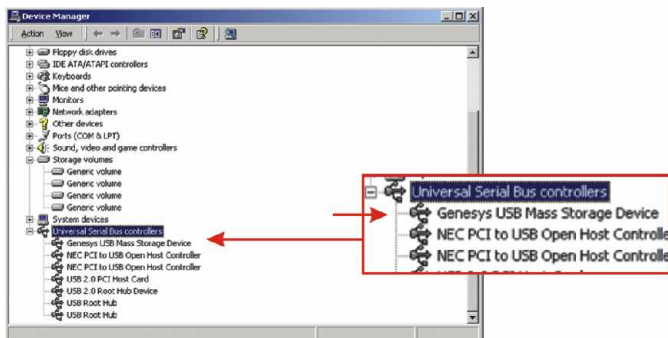 Device Manager
Action View
Floppy disk drives
IDE ATA/ATAPI controllers
Keyboards
Mice and other pointing devices
Monitors
Network adapters
Other devices
Ports (COM & LPT)
Sound, video and game controllers
Storage volumes
Generic volume
Generic volume
Generic volume
Generic volume
System devices
Universal Serial Bus controllers
Genesys USB Mass Storage Device
NEC PCI to USB Open Host Controller
NEC PCI to USB Open Host Controller
USB 2.0 PCI Host Card
USB 2.0 Root Hub Device
USB Root Hub
USB Root Hub
Universal Serial Bus controllers
Genesys USB Mass Storage Device
NEC PCI to USB Open Host Controlle
NEC PCI to USB Open Host Controlle